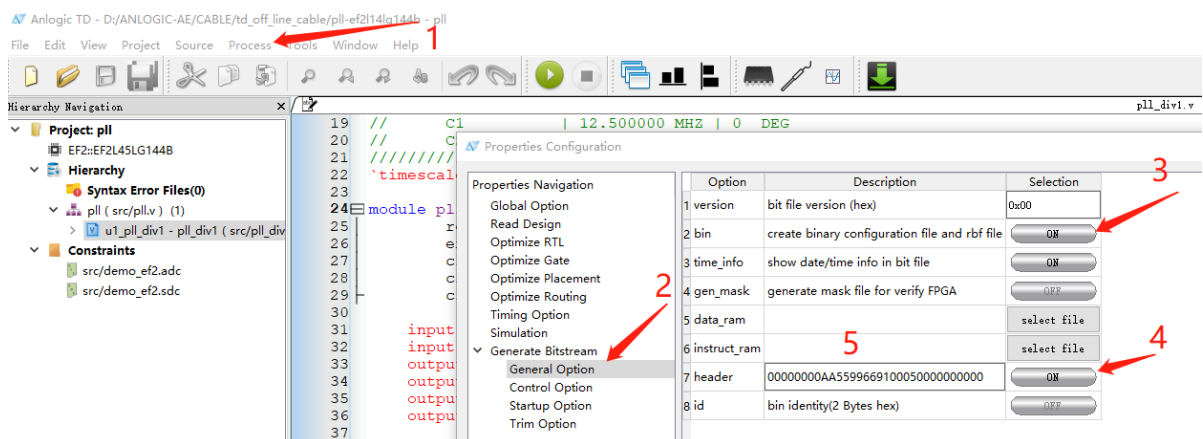 Anlogic TD - D:/ANLOGIC-AE/CABLE/td_off_line_cable/pll-ef2l14lg144b - pll
1
File Edit View Project Source Process Tools Window Help
Hierarchy Navigation
pll_div1.v
Project: pll
EF2::EF2L45LG144B
Hierarchy
Syntax Error Files(0)
pll ( src/pll.v ) (1)
u1_pll_div1 - pll_div1 ( src/pll_div
Constraints
src/demo_ef2.adc
src/demo_ef2.sdc
19 // C1 | 12.500000 MHZ | 0 DEG
20 // C
21 //////////
22 `timescal
23
24 module pl
25 r
26 e
27 c
28 c
29 c
30
31 input
32 input
33 outpu
34 outpu
35 outpu
36 outpu
37
Properties Configuration
Properties Navigation
Global Option
Read Design
Optimize RTL
Optimize Gate
Optimize Placement
Optimize Routing
Timing Option
Simulation
Generate Bitstream
General Option
Control Option
Startup Option
Trim Option
2
3
Option Description Selection
1 version bit file version (hex) 0x00
2 bin create binary configuration file and rbf file ON
3 time_info show date/time info in bit file ON
4 gen_mask generate mask file for verify FPGA OFF
5 data_ram select file
6 instruct_ram select file
5
4
7 header 00000000AA5599669100050000000000 ON
8 id bin identity(2 Bytes hex) OFF